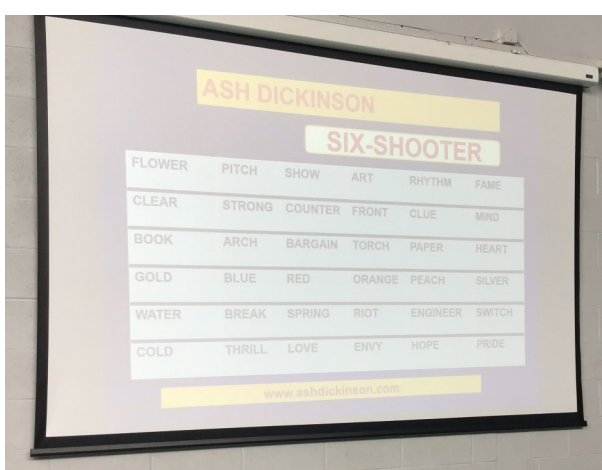 ASH DICKINSON
SIX-SHOOTER
FLOWER PITCH SHOW ART RHYTHM FAME
CLEAR STRONG COUNTER FRONT CLUE MIND
BOOK ARCH BARGAIN TORCH PAPER HEART
GOLD BLUE RED ORANGE PEACH SILVER
WATER BREAK SPRING RIOT ENGINEER SWITCH
COLD THRILL LOVE ENVY HOPE PRIDE
www.ashdickinson.com